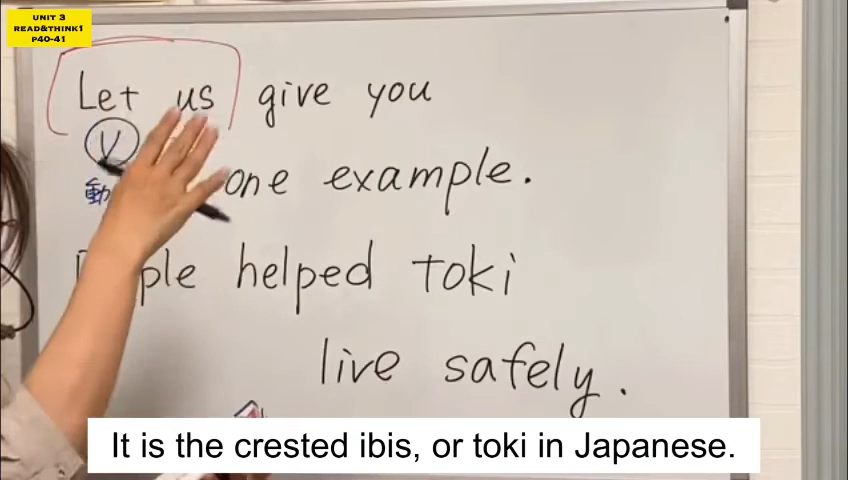 UNIT 3
READ&THINK1
P40-41
Let us give you
V
動
one example.
helped toki
live safely.
It is the crested ibis, or toki in Japanese.